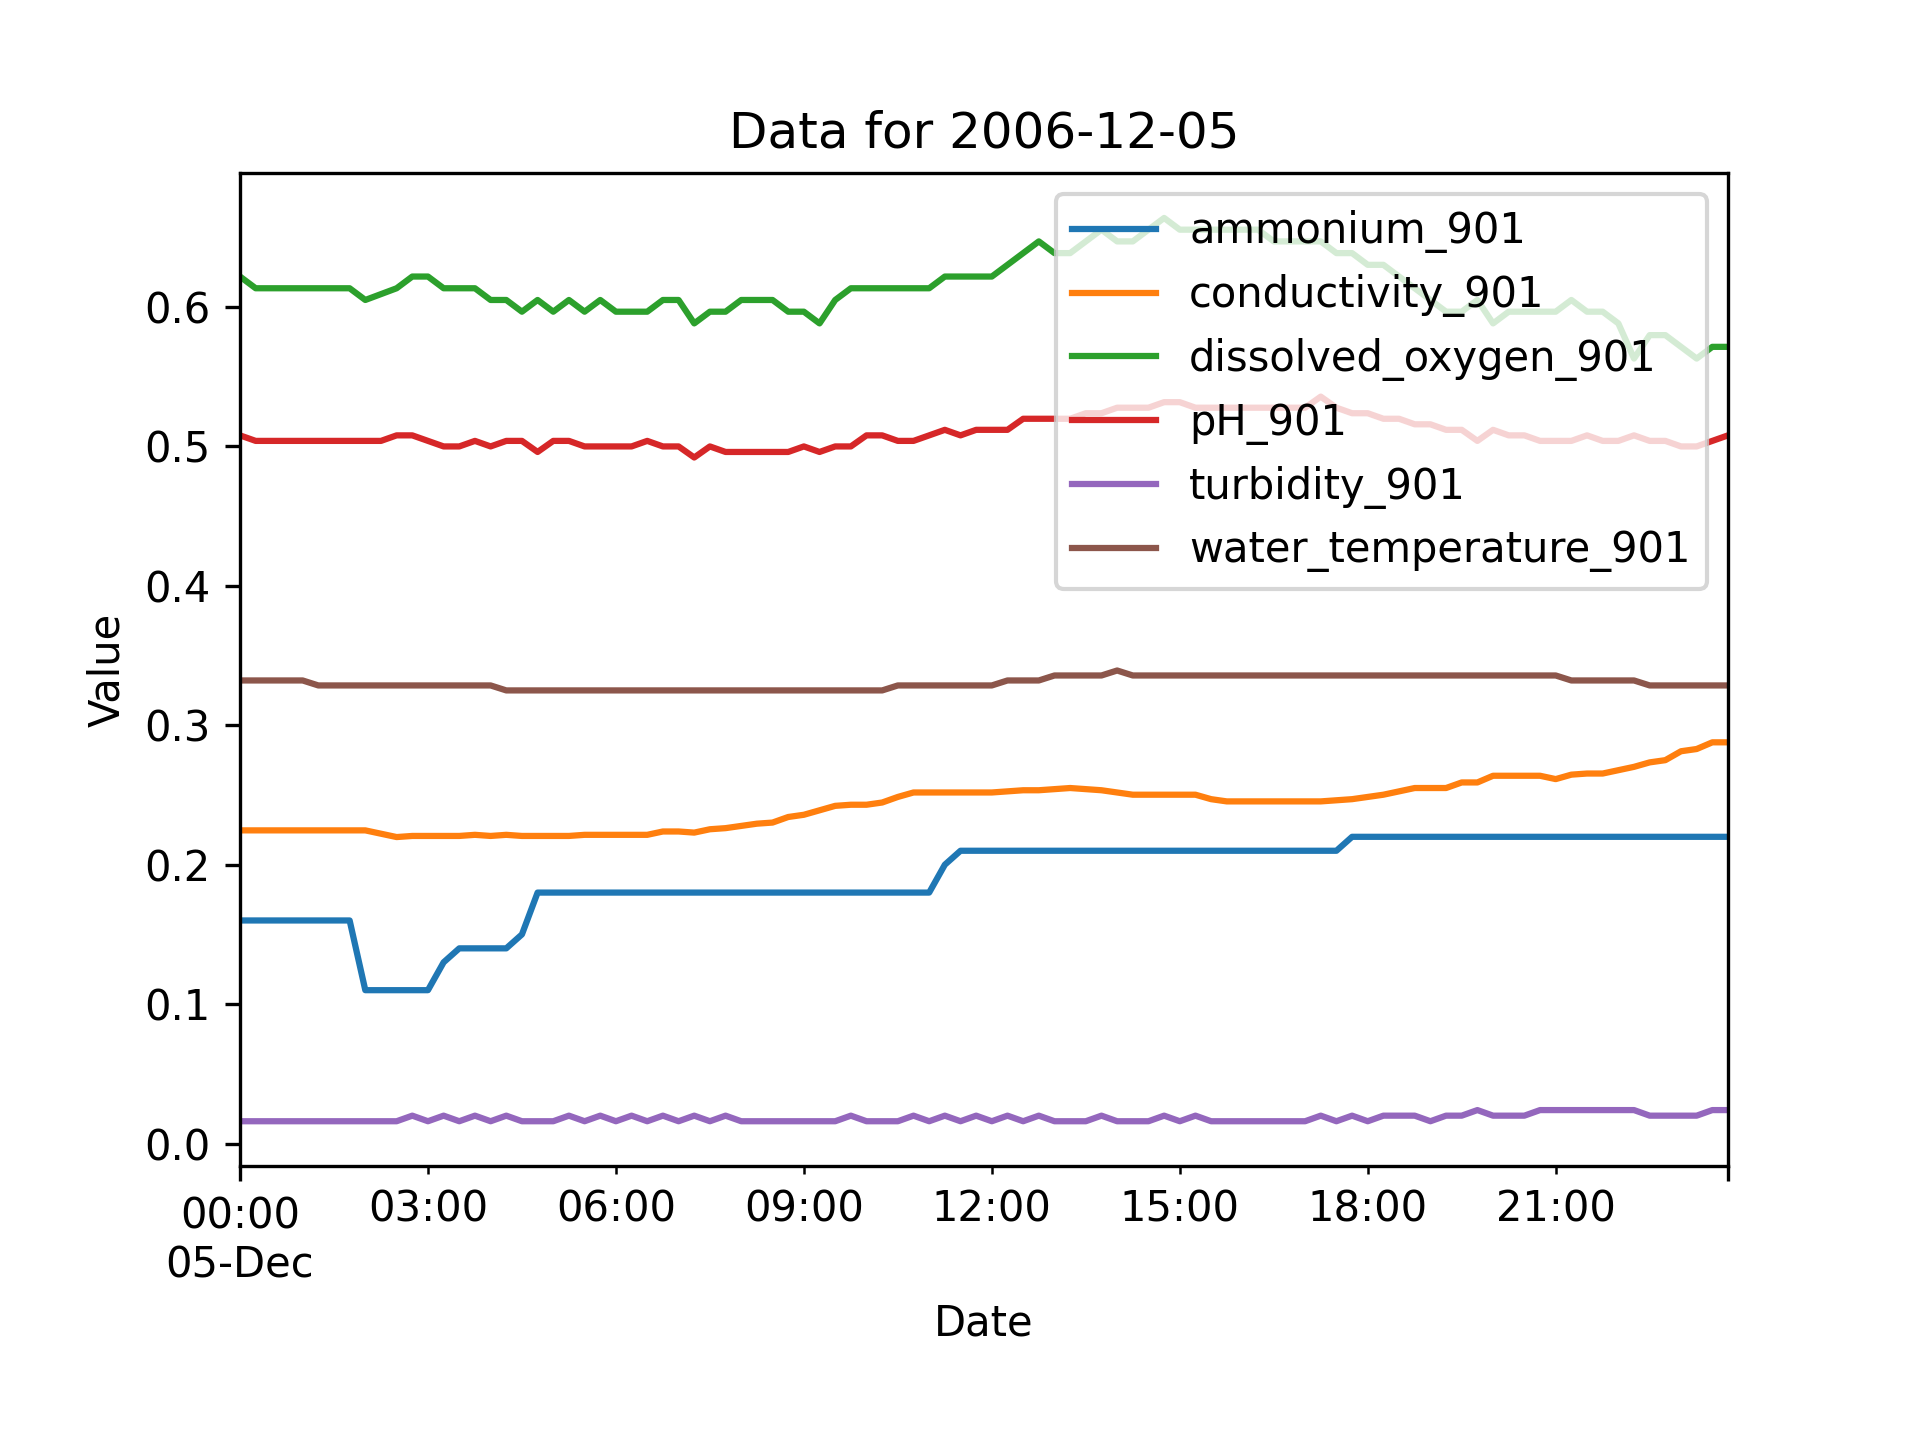 Data for 2006-12-05
ammonium_901
conductivity_901
dissolved_oxygen_901
pH_901
turbidity_901
water_temperature_901
Value
0.6
0.5
0.4
0.3
0.2
0.1
0.0
00:00 03:00 06:00 09:00 12:00 15:00 18:00 21:00
05-Dec
Date